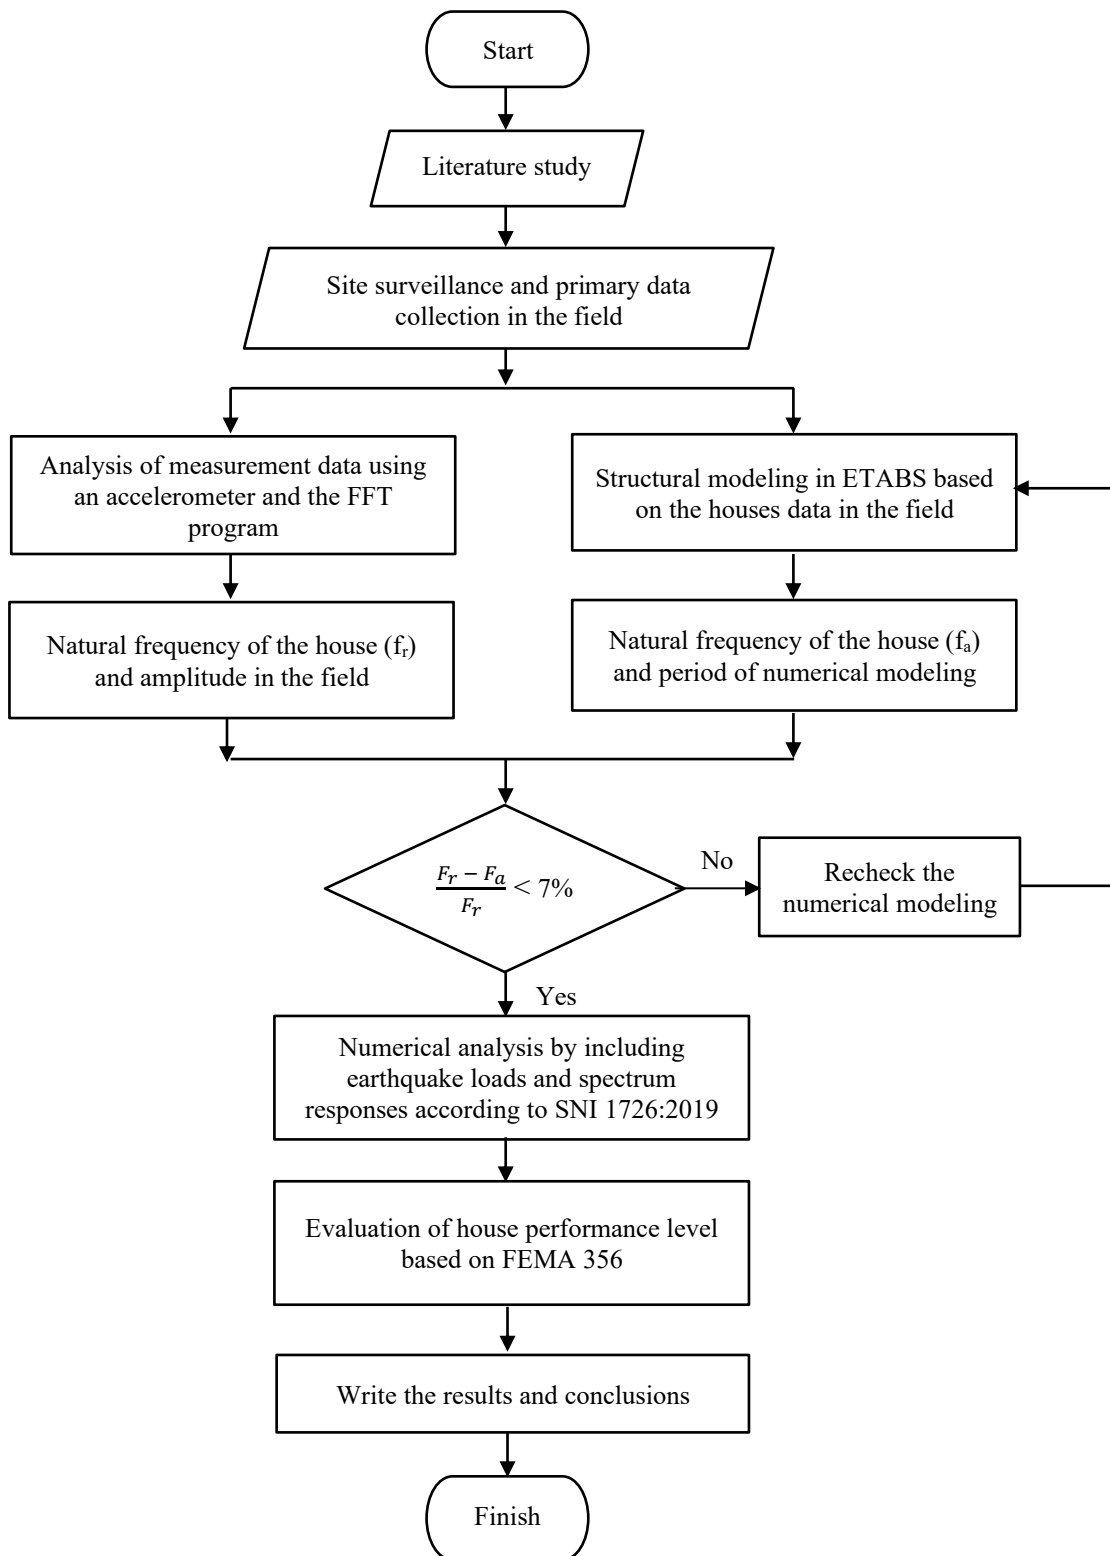 Start
Literature study
Site surveillance and primary data
collection in the field
Analysis of measurement data using
an accelerometer and the FFT
program
Structural modeling in ETABS based
on the houses data in the field
Natural frequency of the house (fᵣ)
and amplitude in the field
Natural frequency of the house (fₐ)
and period of numerical modeling
(Fᵣ − Fₐ)/Fᵣ < 7%
No
Recheck the
numerical modeling
Yes
Numerical analysis by including
earthquake loads and spectrum
responses according to SNI 1726:2019
Evaluation of house performance level
based on FEMA 356
Write the results and conclusions
Finish